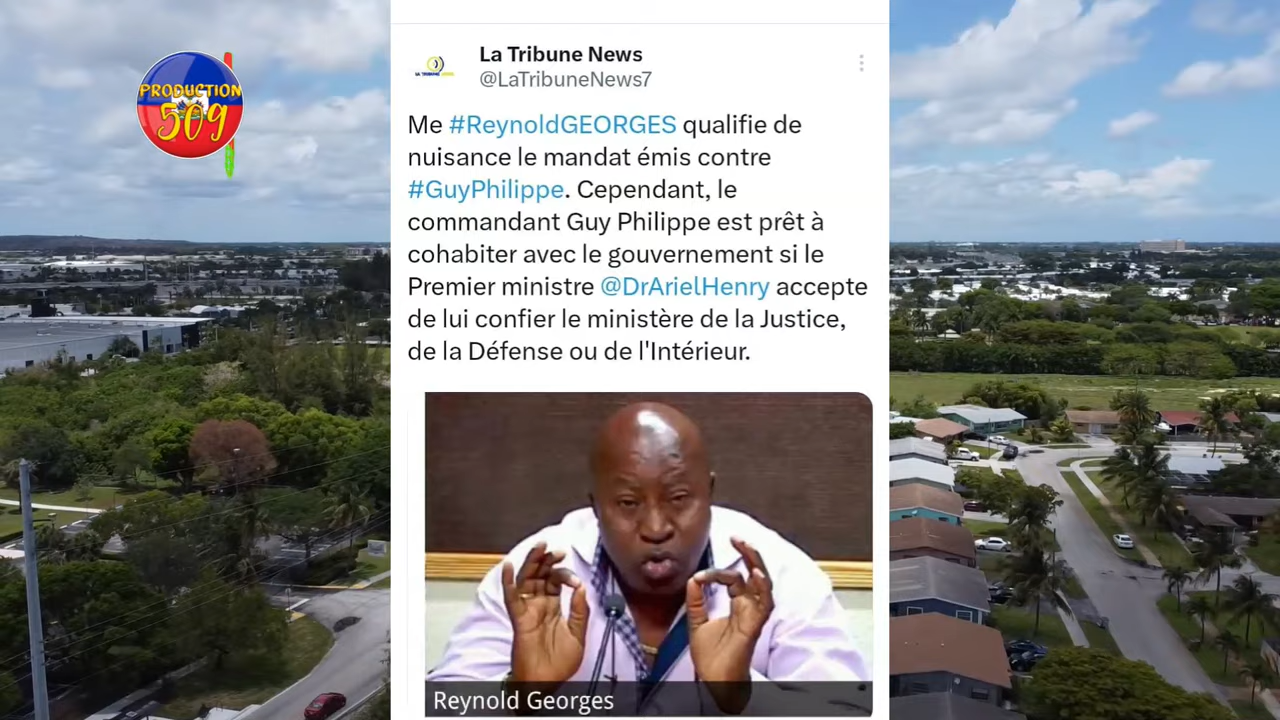 PRODUCTION
509
La Tribune News
@LaTribuneNews7
Me #ReynoldGEORGES qualifie de
nuisance le mandat émis contre
#GuyPhilippe. Cependant, le
commandant Guy Philippe est prêt à
cohabiter avec le gouvernement si le
Premier ministre @DrArielHenry accepte
de lui confier le ministère de la Justice,
de la Défense ou de l'Intérieur.
Reynold Georges